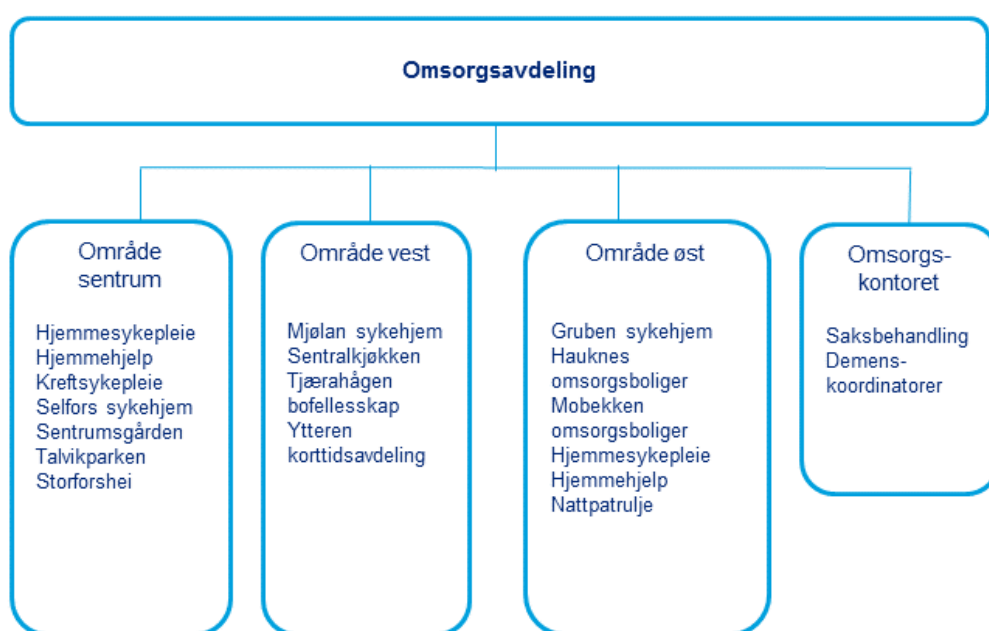 Omsorgsavdeling
Område
sentrum
Hjemmesykepleie
Hjemmehjelp
Kreftsykepleie
Selfors sykehjem
Sentrumsgården
Talvikparken
Storforshei
Område vest
Mjølan sykehjem
Sentralkjøkken
Tjærahågen
bofellesskap
Ytteren
korttidsavdeling
Område øst
Gruben sykehjem
Hauknes
omsorgsboliger
Mobekken
omsorgsboliger
Hjemmesykepleie
Hjemmehjelp
Nattpatrulje
Omsorgs-
kontoret
Saksbehandling
Demens-
koordinatorer